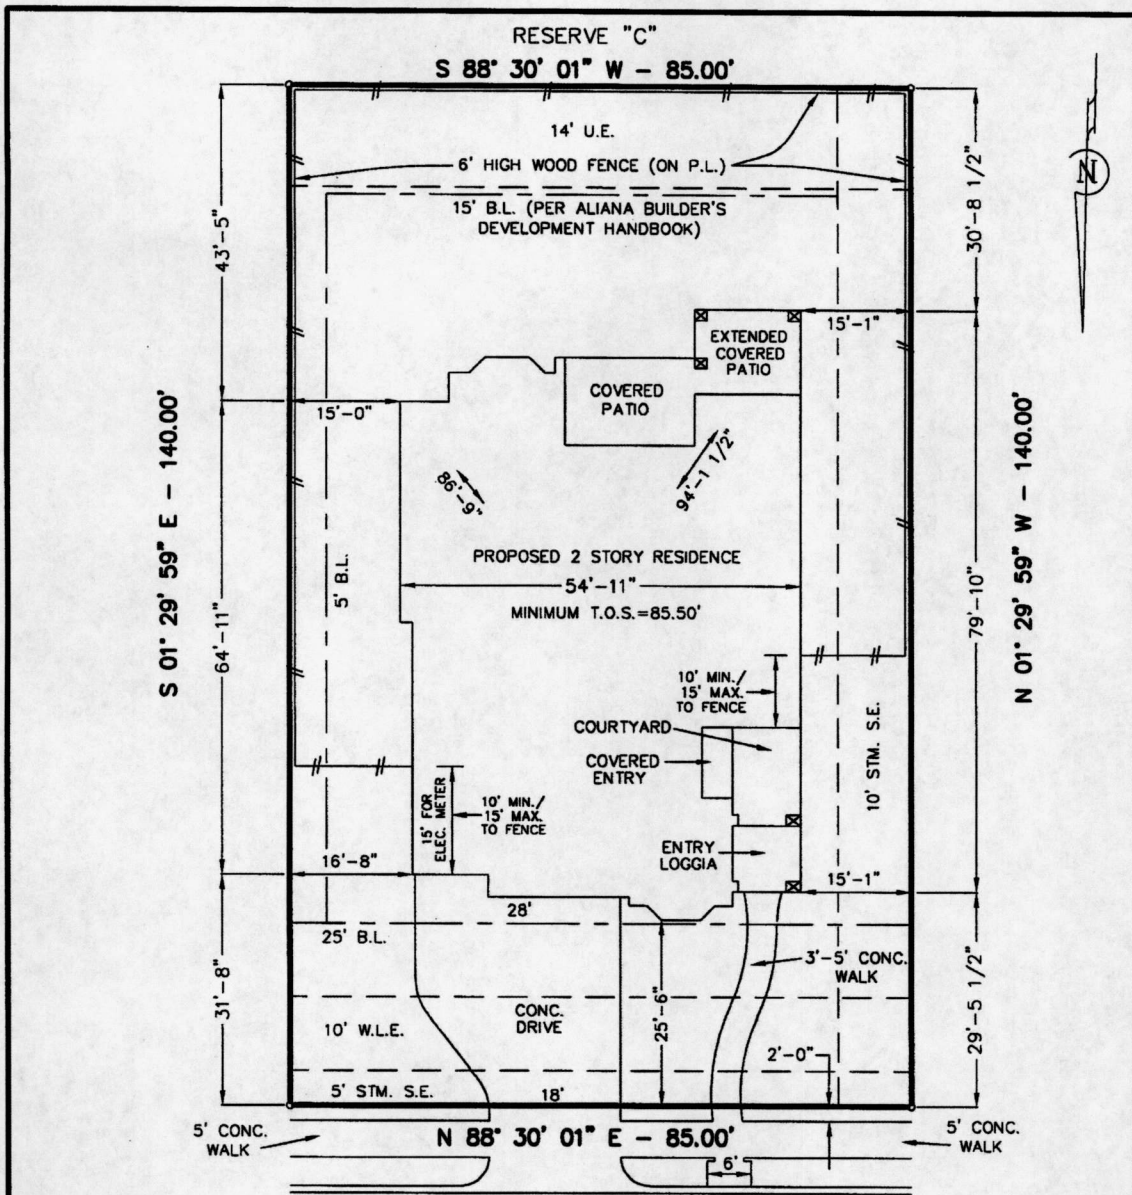 RESERVE "C"
S 88° 30' 01" W - 85.00'
14' U.E.
6' HIGH WOOD FENCE (ON P.L.)
15' B.L. (PER ALIANA BUILDER'S
DEVELOPMENT HANDBOOK)
N
43'-5"
30'-8 1/2"
15'-1"
EXTENDED
COVERED
PATIO
COVERED
PATIO
15'-0"
86'-9"
94'-1 1/2"
S 01° 29' 59" E - 140.00'
N 01° 29' 59" W - 140.00'
5' B.L.
PROPOSED 2 STORY RESIDENCE
54'-11"
MINIMUM T.O.S.=85.50'
64'-11"
79'-10"
10' MIN./
15' MAX.
TO FENCE
COURTYARD
COVERED
ENTRY
10' STM. S.E.
15' FOR
ELEC. METER
10' MIN./
15' MAX.
TO FENCE
ENTRY
LOGGIA
16'-8"
15'-1"
28'
25' B.L.
3'-5' CONC.
WALK
31'-8"
29'-5 1/2"
25'-6"
CONC.
DRIVE
10' W.L.E.
2'-0"
5' STM. S.E.
18'
5' CONC.
WALK
N 88° 30' 01" E - 85.00'
5' CONC.
WALK
6'